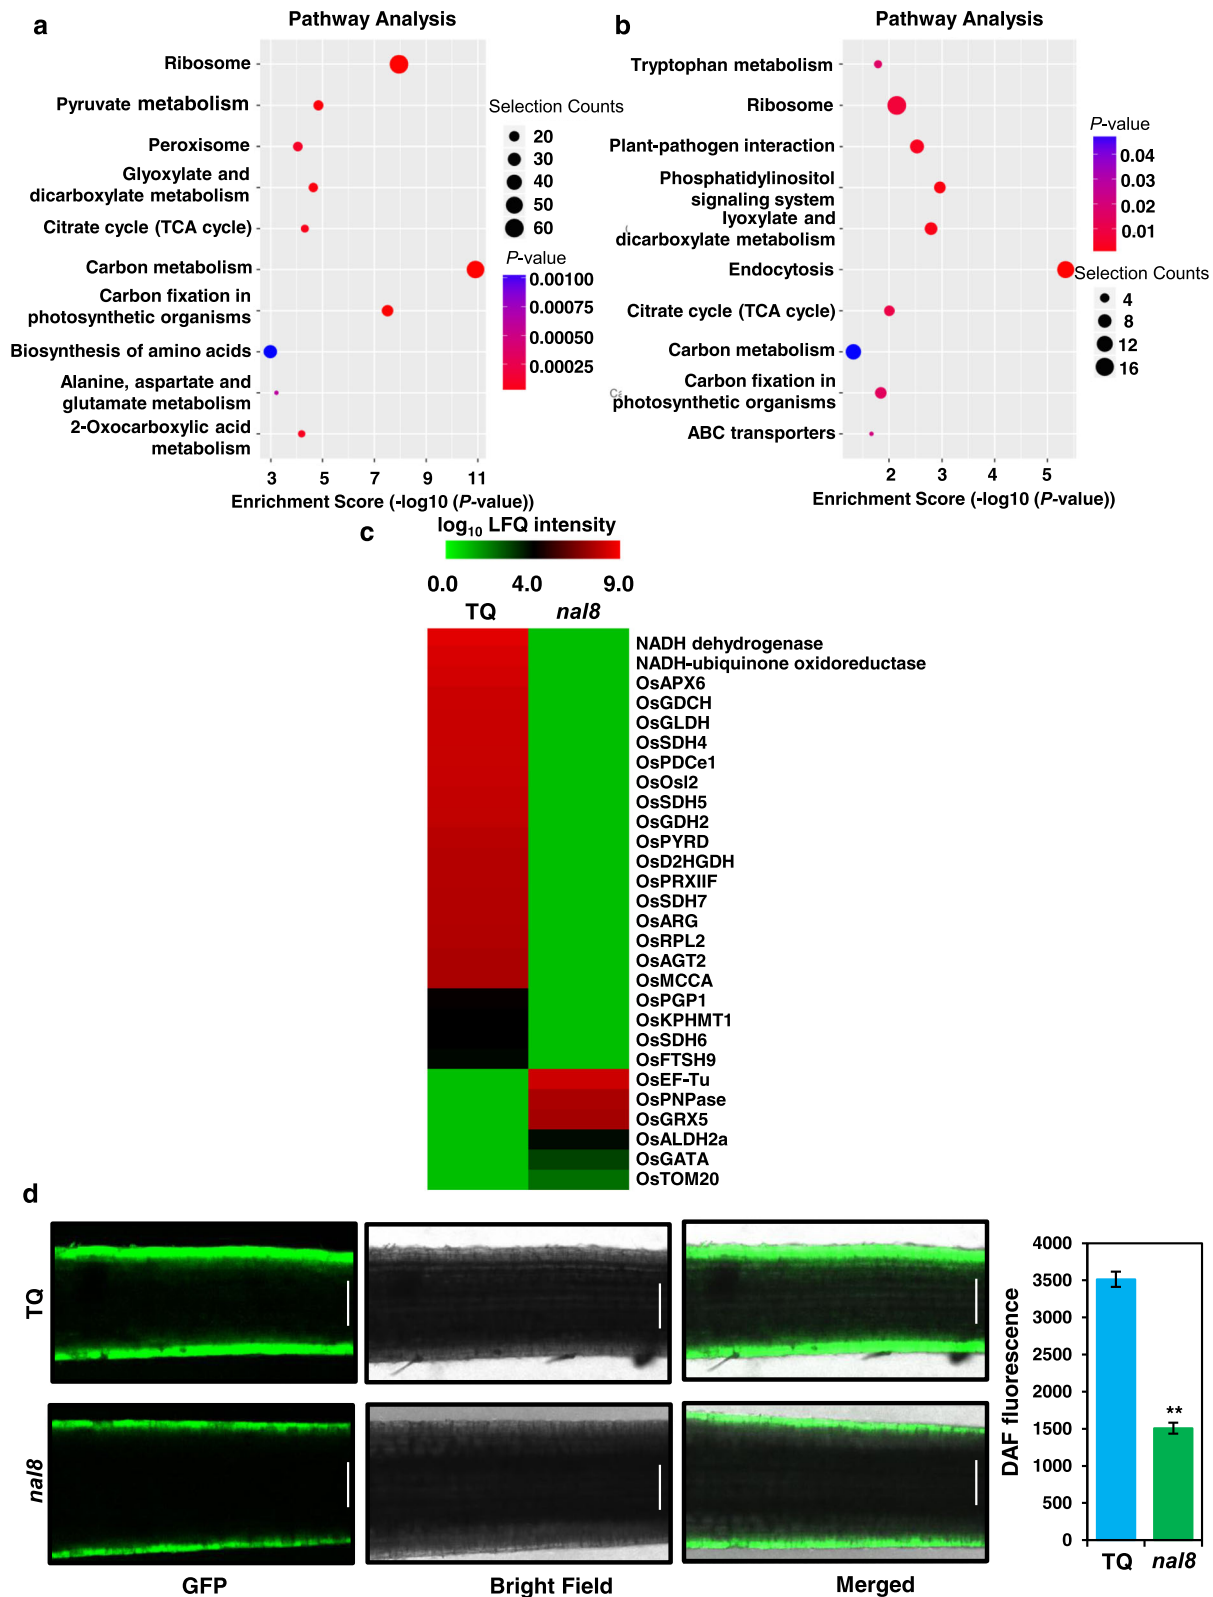 a
Pathway Analysis
Ribosome
Pyruvate metabolism
Peroxisome
Glyoxylate and
dicarboxylate metabolism
Citrate cycle (TCA cycle)
Carbon metabolism
Carbon fixation in
photosynthetic organisms
Biosynthesis of amino acids
Alanine, aspartate and
glutamate metabolism
2-Oxocarboxylic acid
metabolism
3 5 7 9 11
Enrichment Score (-log10 (P-value))
Selection Counts
20
30
40
50
60
P-value
0.00100
0.00075
0.00050
0.00025
b
Pathway Analysis
Tryptophan metabolism
Ribosome
Plant-pathogen interaction
Phosphatidylinositol
signaling system
lyoxylate and
dicarboxylate metabolism
Endocytosis
Citrate cycle (TCA cycle)
Carbon metabolism
Carbon fixation in
photosynthetic organisms
ABC transporters
2 3 4 5
Enrichment Score (-log10 (P-value))
P-value
0.04
0.03
0.02
0.01
Selection Counts
4
8
12
16
c
log10 LFQ intensity
0.0 4.0 9.0
TQ nal8
NADH dehydrogenase
NADH-ubiquinone oxidoreductase
OsAPX6
OsGDCH
OsGLDH
OsSDH4
OsPDCe1
OsOsI2
OsSDH5
OsGDH2
OsPYRD
OsD2HGDH
OsPRXIIF
OsSDH7
OsARG
OsRPL2
OsAGT2
OsMCCA
OsPGP1
OsKPHMT1
OsSDH6
OsFTSH9
OsEF-Tu
OsPNPase
OsGRX5
OsALDH2a
OsGATA
OsTOM20
d
TQ
nal8
GFP
Bright Field
Merged
DAF fluorescence
4000
3500
3000
2500
2000
1500
1000
500
0
**
TQ nal8